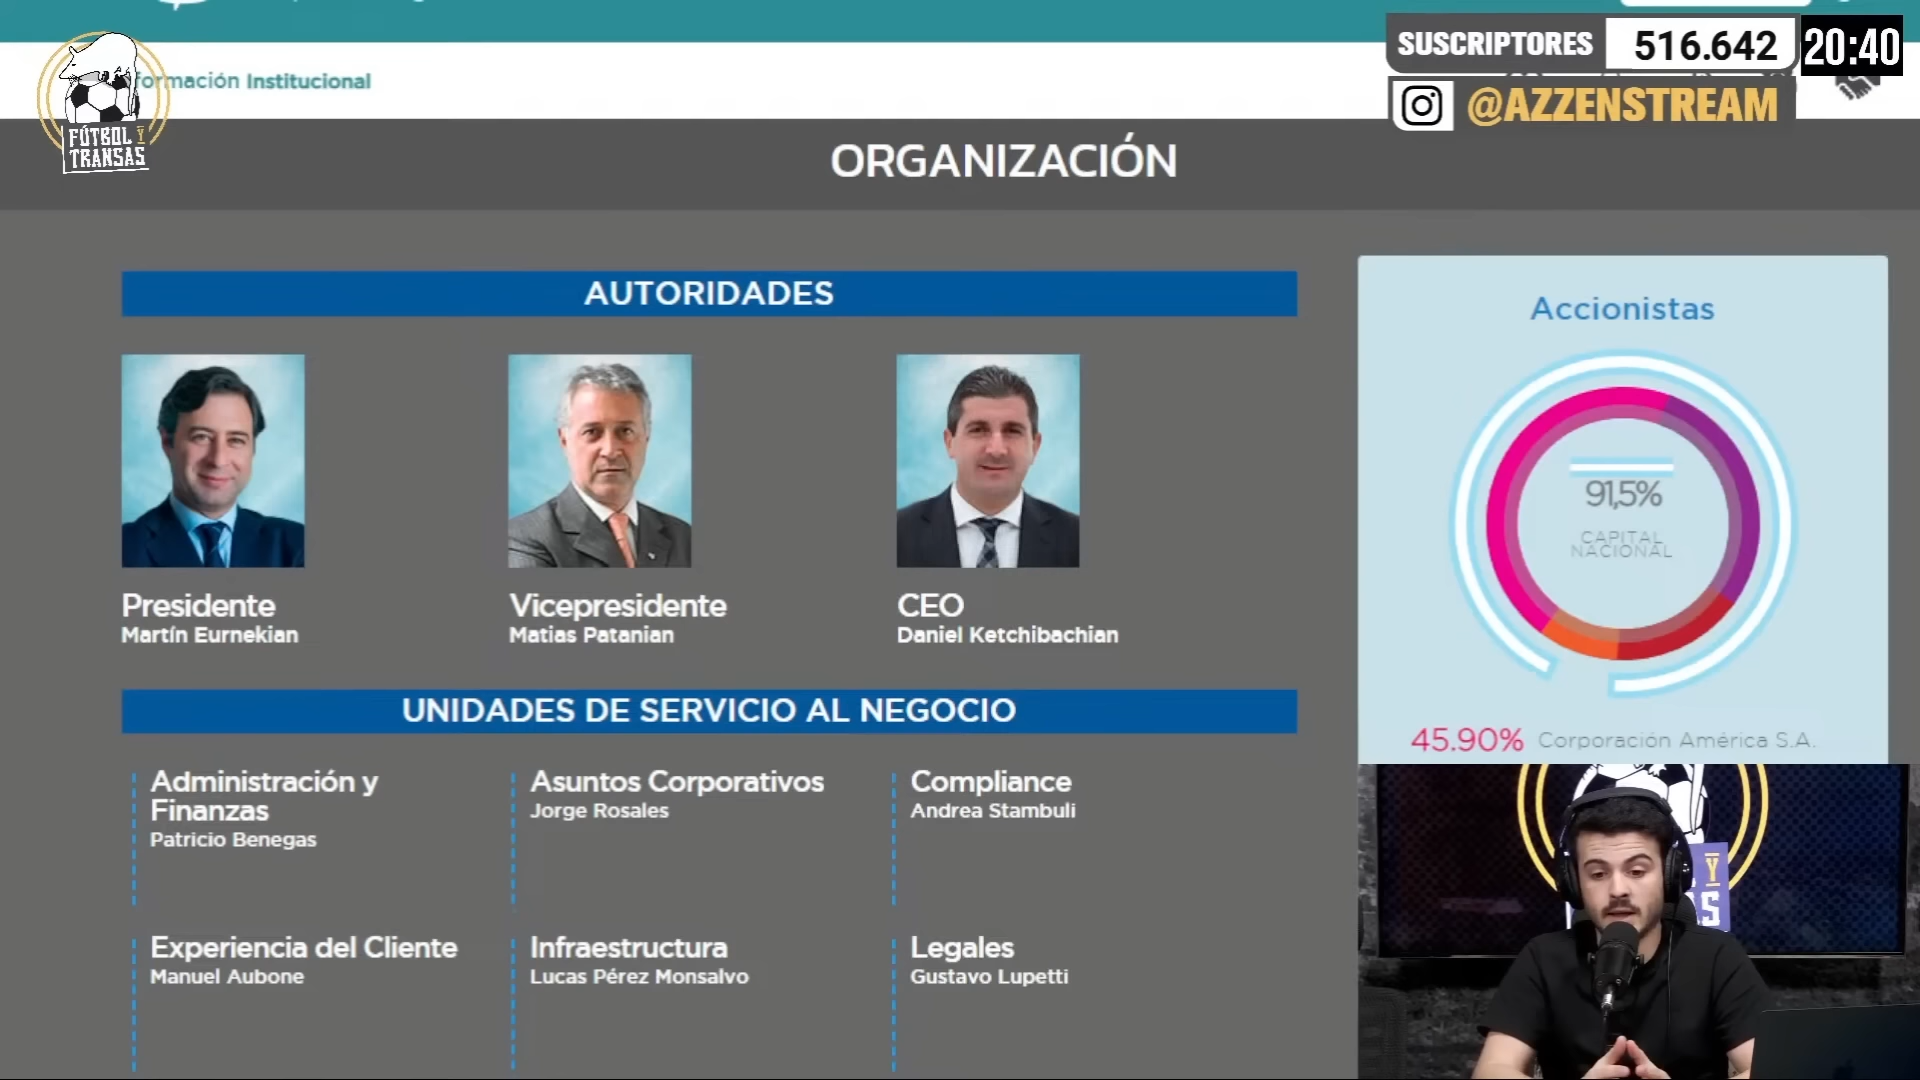 SUSCRIPTORES
516.642
20:40
@AZZENSTREAM
FÚTBOL Y
TRANSAS
formación Institucional
ORGANIZACIÓN
AUTORIDADES
Presidente
Martín Eurnekian
Vicepresidente
Matias Patanian
CEO
Daniel Ketchibachian
UNIDADES DE SERVICIO AL NEGOCIO
Administración y
Finanzas
Patricio Benegas
Asuntos Corporativos
Jorge Rosales
Compliance
Andrea Stambuli
Experiencia del Cliente
Manuel Aubone
Infraestructura
Lucas Pérez Monsalvo
Legales
Gustavo Lupetti
Accionistas
91,5%
CAPITAL
NACIONAL
45.90% Corporación América S.A.
Y
S